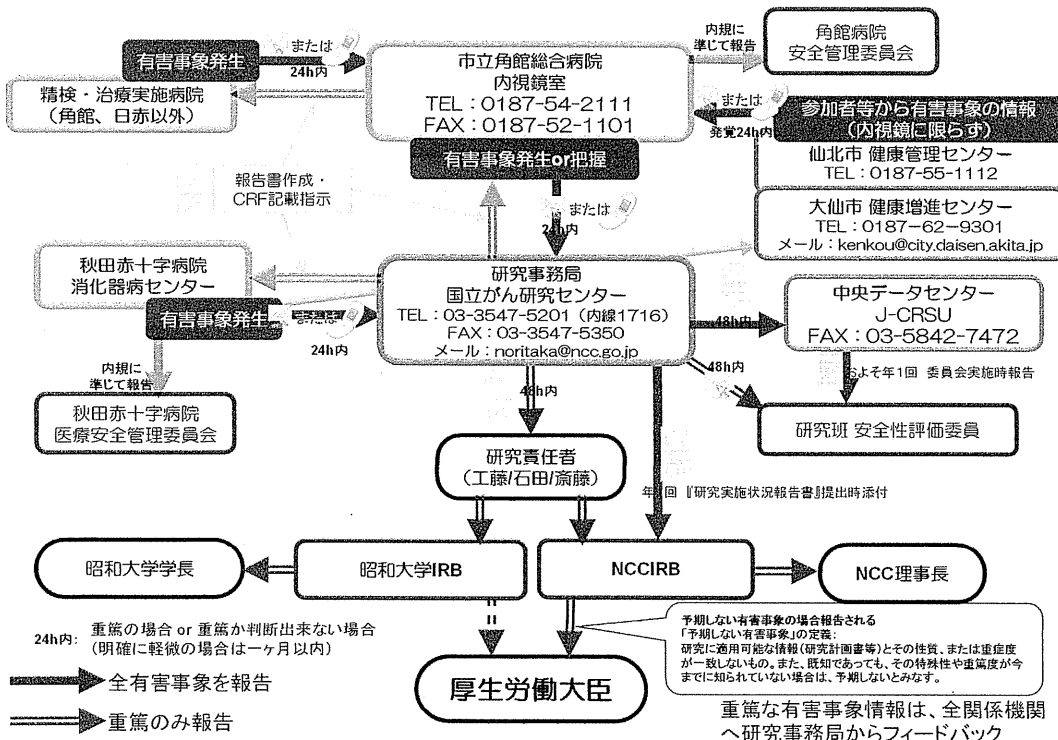 有害事象発生
または
24h内
精検・治療実施病院
(角館、日赤以外)
市立角館総合病院
内視鏡室
TEL:0187-54-2111
FAX:0187-52-1101
有害事象発生or把握
内規に
準じて報告
角館病院
安全管理委員会
または
発覚24h内
参加者等から有害事象の情報
(内視鏡に限らず)
仙北市 健康管理センター
TEL:0187-55-1112
大仙市 健康増進センター
TEL:0187-62-9301
メール:kenkou@city.daisen.akita.jp
報告書作成・
CRF記載指示
または
24h内
秋田赤十字病院
消化器病センター
有害事象発生
または
24h内
研究事務局
国立がん研究センター
TEL:03-3547-5201(内線1716)
FAX:03-3547-5350
メール:noritaka@ncc.go.jp
48h内
中央データセンター
J-CRSU
FAX:03-5842-7472
内規に
準じて報告
秋田赤十字病院
医療安全管理委員会
48h内
48h内
およそ年1回 委員会実施時報告
研究班 安全性評価委員
研究責任者
(工藤/石田/斎藤)
回 『研究実施状況報告書』提出時添付
昭和大学学長
昭和大学IRB
NCCIRB
NCC理事長
24h内: 重篤の場合 or 重篤か判断出来ない場合
(明確に軽微の場合は一ヶ月以内)
全有害事象を報告
重篤のみ報告
厚生労働大臣
予期しない有害事象の場合報告される
「予期しない有害事象」の定義:
研究に適用可能な情報(研究計画書等)とその性質、または重症度
が一致しないもの。また、既知であっても、その特殊性や重篤度が今
までに知られていない場合は、予期しないとみなす。
重篤な有害事象情報は、全関係機関
へ研究事務局からフィードバック